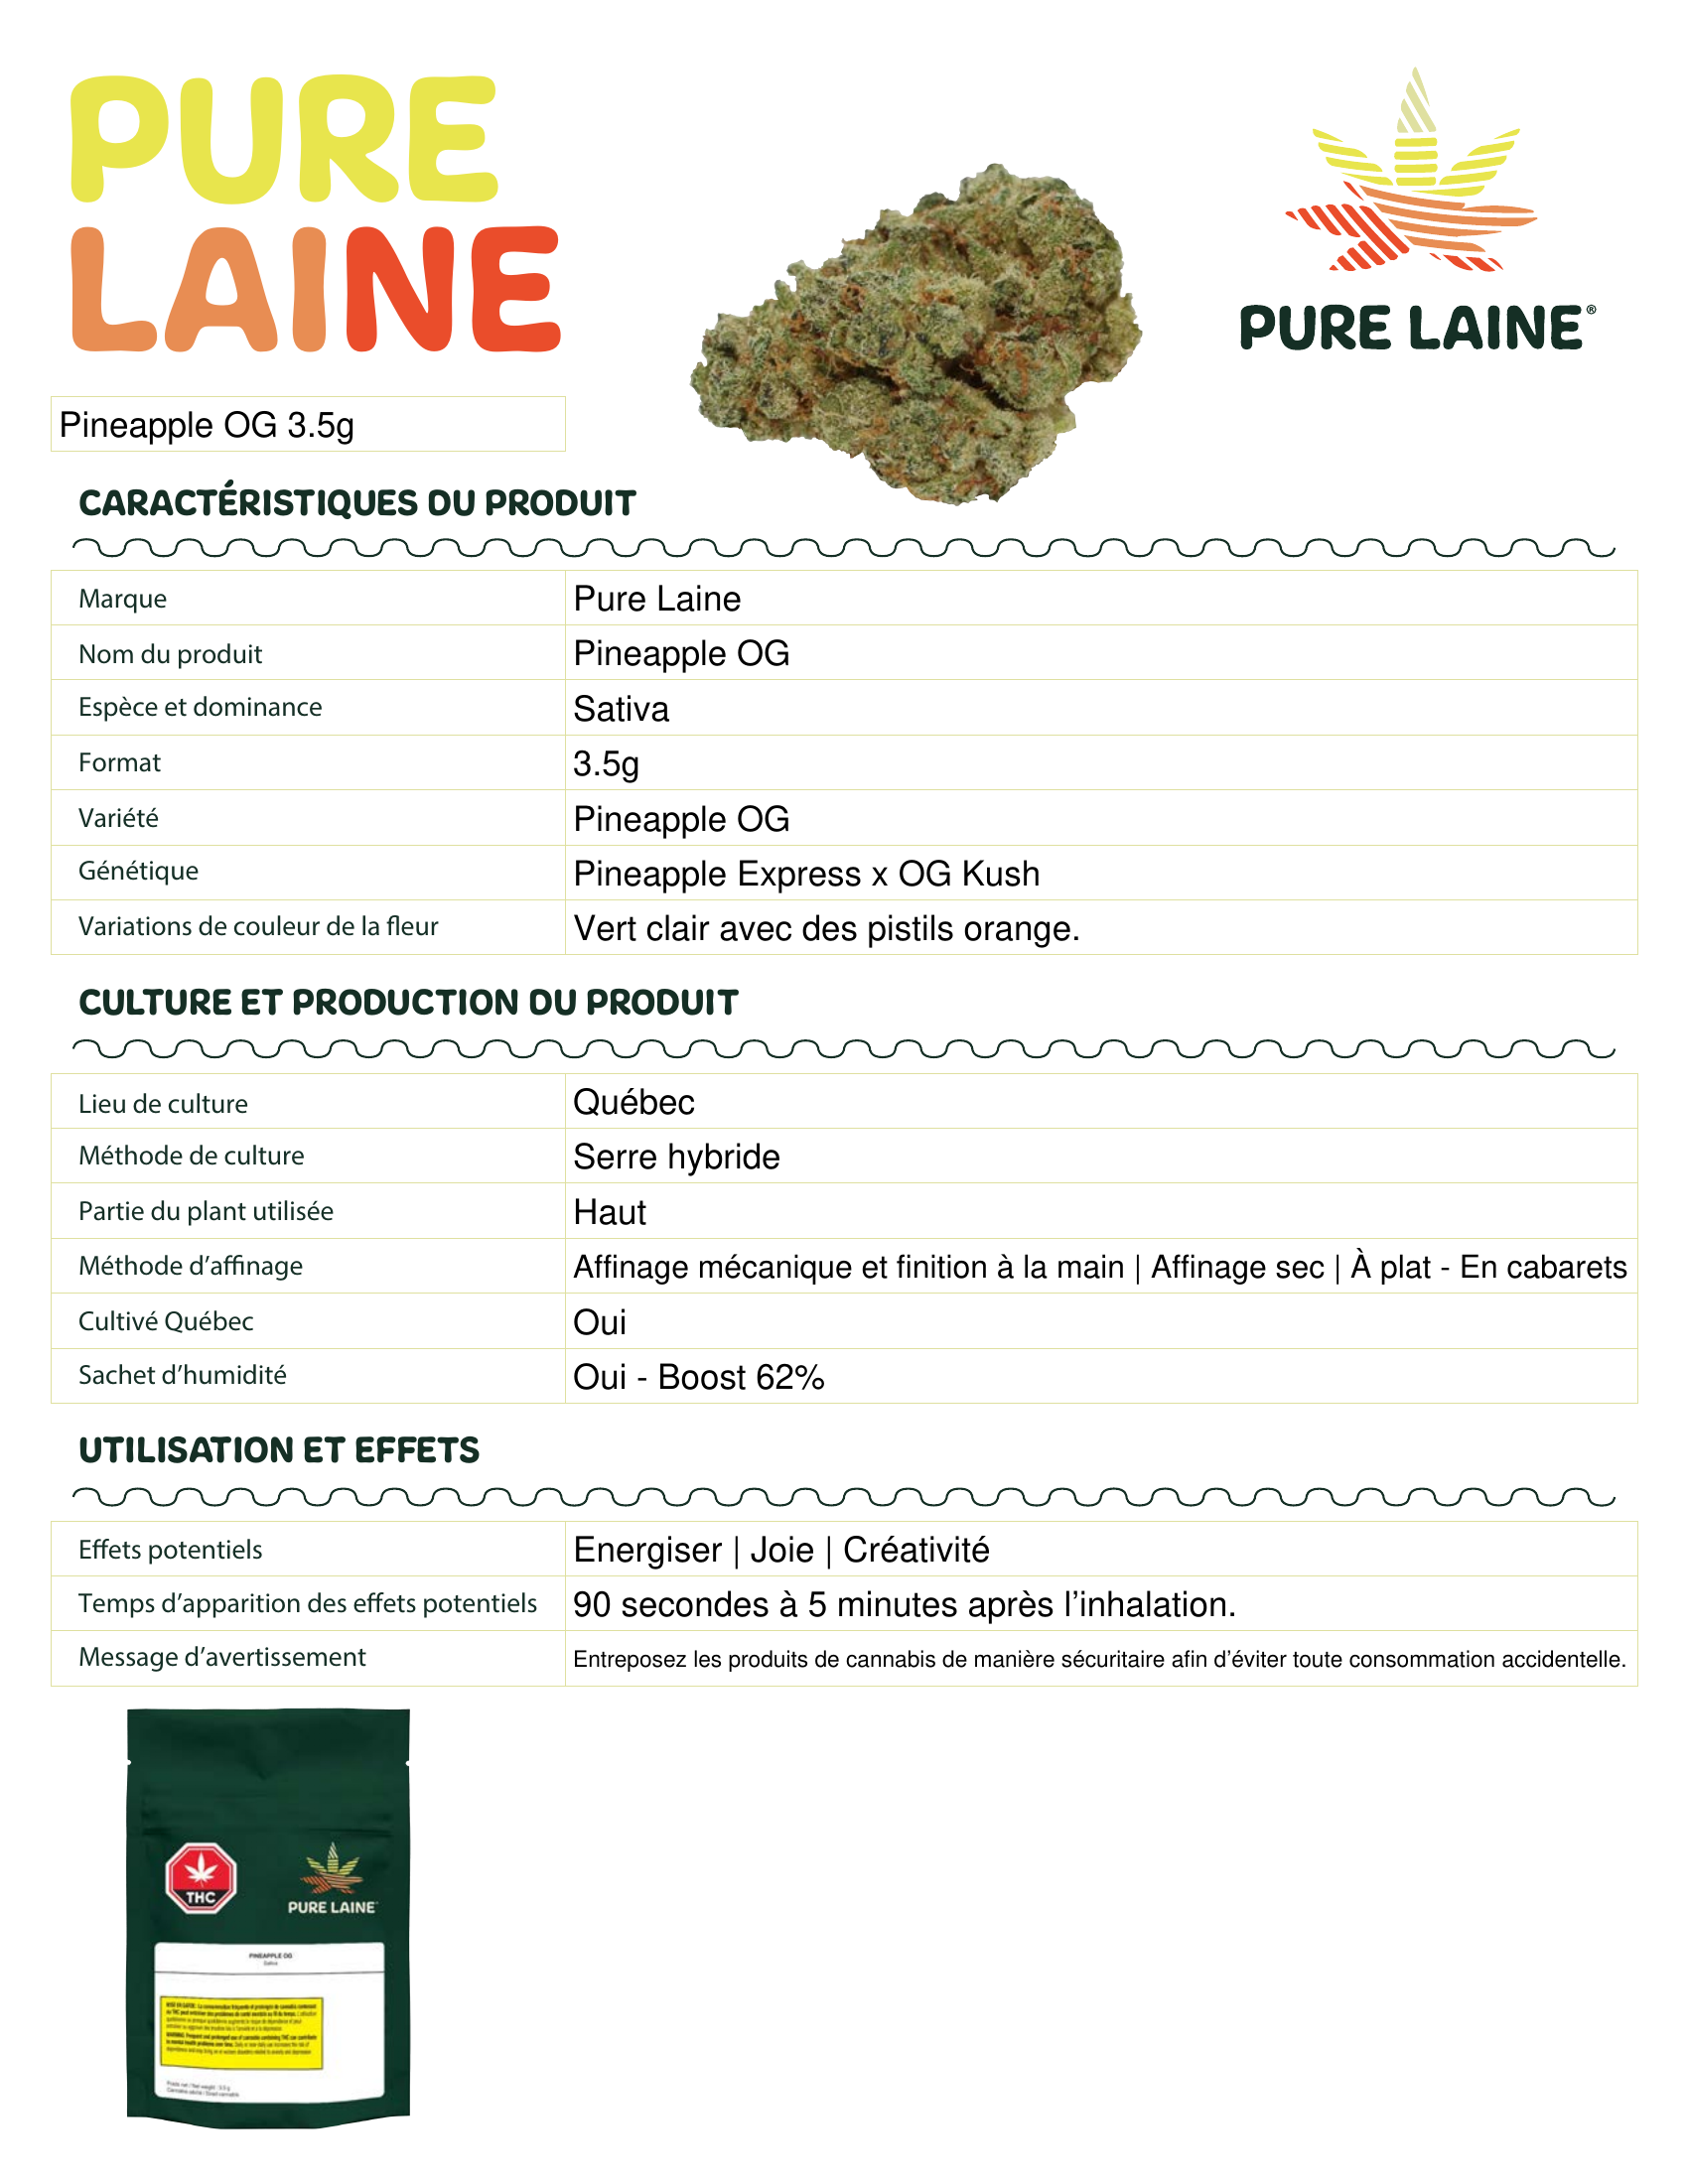 PURE
LAINE
PURE LAINE®
Pineapple OG 3.5g
CARACTÉRISTIQUES DU PRODUIT
Marque Pure Laine
Nom du produit Pineapple OG
Espèce et dominance Sativa
Format 3.5g
Variété Pineapple OG
Génétique Pineapple Express x OG Kush
Variations de couleur de la fleur Vert clair avec des pistils orange.
CULTURE ET PRODUCTION DU PRODUIT
Lieu de culture Québec
Méthode de culture Serre hybride
Partie du plant utilisée Haut
Méthode d’affinage Affinage mécanique et finition à la main | Affinage sec | À plat - En cabarets
Cultivé Québec Oui
Sachet d’humidité Oui - Boost 62%
UTILISATION ET EFFETS
Effets potentiels Energiser | Joie | Créativité
Temps d’apparition des effets potentiels 90 secondes à 5 minutes après l’inhalation.
Message d’avertissement Entreposez les produits de cannabis de manière sécuritaire afin d’éviter toute consommation accidentelle.
THC
PURE LAINE
PINEAPPLE OG
Sativa